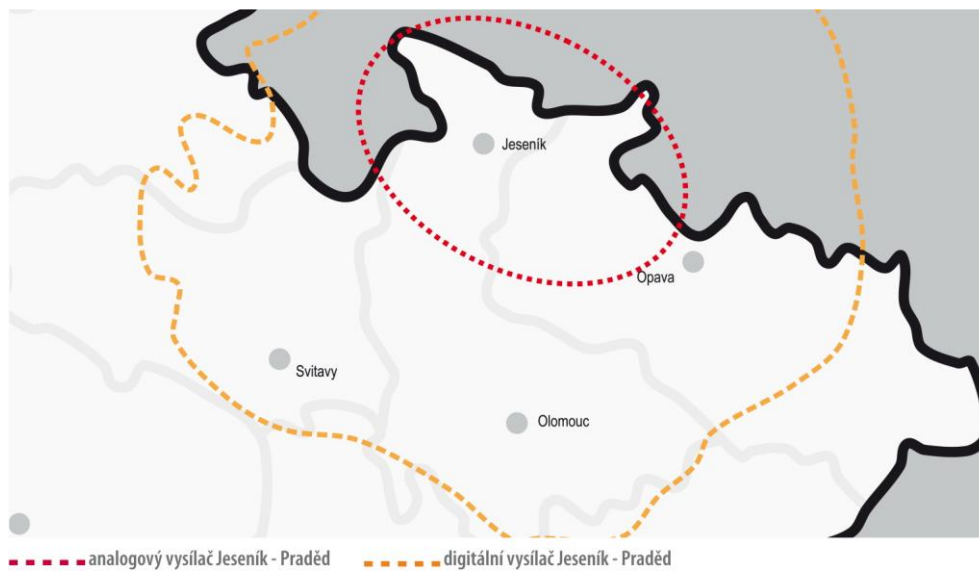 Jeseník
Opava
Svitavy
Olomouc
analogový vysílač Jeseník - Praděd
digitální vysílač Jeseník - Praděd